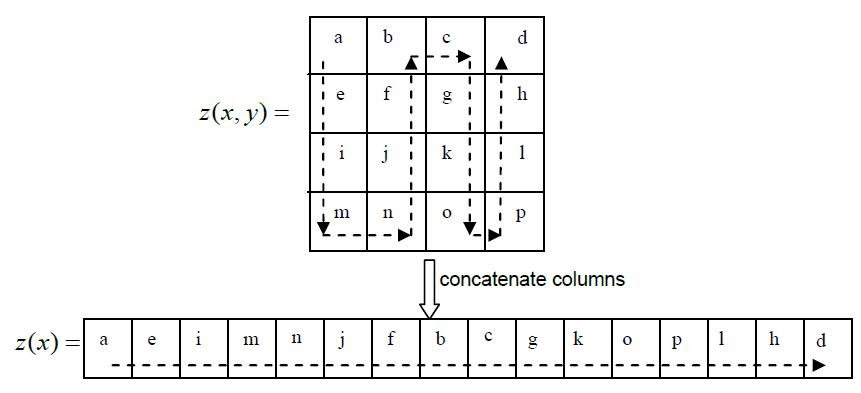 a b c d
e f g h
z(x, y) =
i j k l
m n o p
concatenate columns
z(x) = a e i m n j f b c g k o p l h d